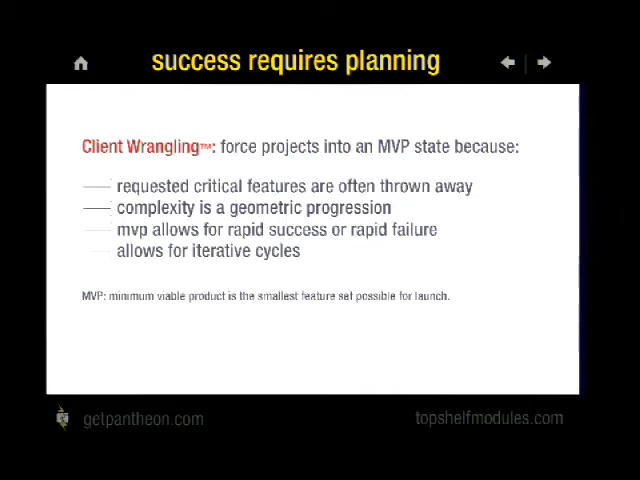 success requires planning
Client Wrangling™: force projects into an MVP state because:
requested critical features are often thrown away
complexity is a geometric progression
mvp allows for rapid success or rapid failure
allows for iterative cycles
MVP: minimum viable product is the smallest feature set possible for launch.
getpantheon.com
topshelfmodules.com